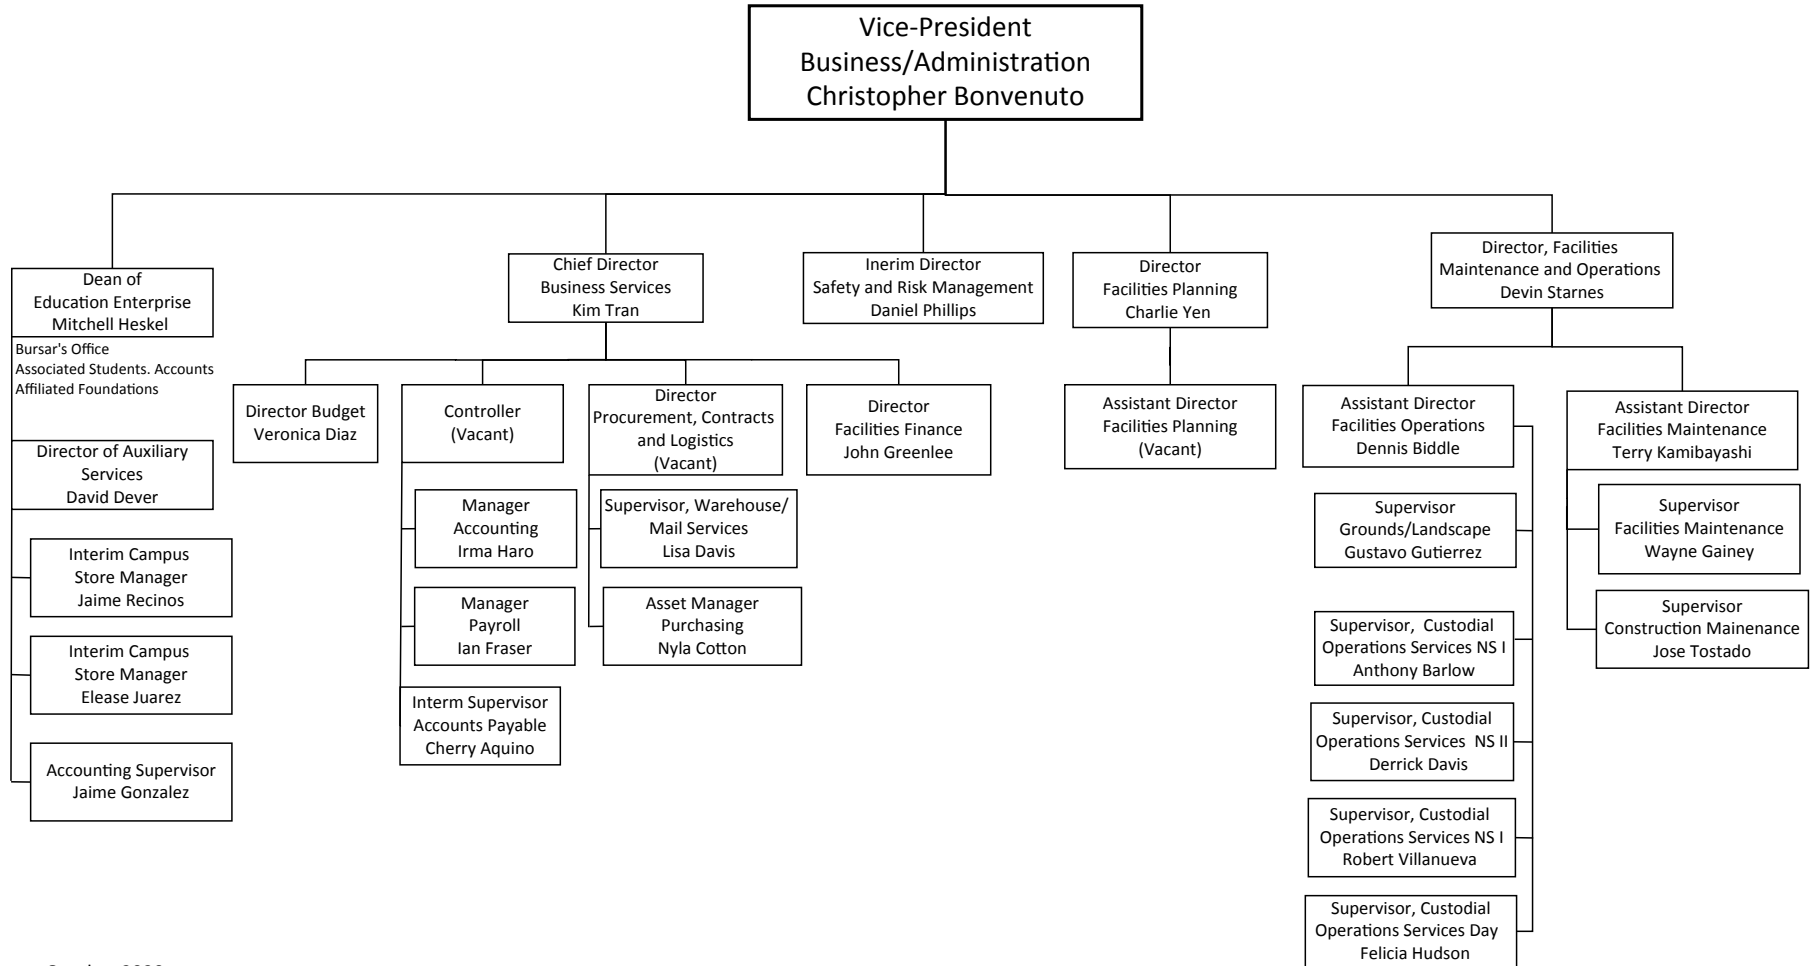 Vice-President
Business/Administration
Christopher Bonvenuto
Dean of
Education Enterprise
Mitchell Heskel
Bursar's Office
Associated Students. Accounts
Affiliated Foundations
Director of Auxiliary
Services
David Dever
Interim Campus
Store Manager
Jaime Recinos
Interim Campus
Store Manager
Elease Juarez
Accounting Supervisor
Jaime Gonzalez
Chief Director
Business Services
Kim Tran
Director Budget
Veronica Diaz
Controller
(Vacant)
Manager
Accounting
Irma Haro
Manager
Payroll
Ian Fraser
Interm Supervisor
Accounts Payable
Cherry Aquino
Director
Procurement, Contracts
and Logistics
(Vacant)
Supervisor, Warehouse/
Mail Services
Lisa Davis
Asset Manager
Purchasing
Nyla Cotton
Director
Facilities Finance
John Greenlee
Inerim Director
Safety and Risk Management
Daniel Phillips
Director
Facilities Planning
Charlie Yen
Assistant Director
Facilities Planning
(Vacant)
Director, Facilities
Maintenance and Operations
Devin Starnes
Assistant Director
Facilities Operations
Dennis Biddle
Supervisor
Grounds/Landscape
Gustavo Gutierrez
Supervisor, Custodial
Operations Services NS I
Anthony Barlow
Supervisor, Custodial
Operations Services NS II
Derrick Davis
Supervisor, Custodial
Operations Services NS I
Robert Villanueva
Supervisor, Custodial
Operations Services Day
Felicia Hudson
Assistant Director
Facilities Maintenance
Terry Kamibayashi
Supervisor
Facilities Maintenance
Wayne Gainey
Supervisor
Construction Mainenance
Jose Tostado